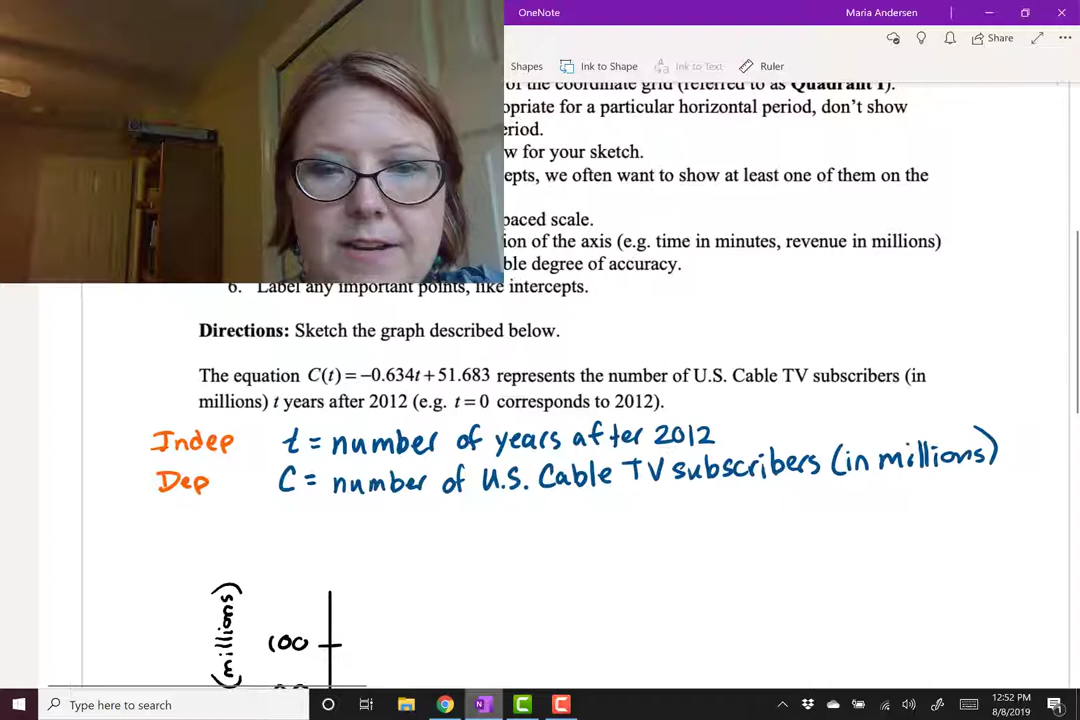 OneNote
Maria Andersen
Share
Shapes
Ink to Shape
Ink to Text
Ruler
of the coordinate grid (referred to as Quadrant I).
opriate for a particular horizontal period, don't show
eriod.
w for your sketch.
epts, we often want to show at least one of them on the
paced scale.
ion of the axis (e.g. time in minutes, revenue in millions)
ble degree of accuracy.
6. Label any important points, like intercepts.
Directions: Sketch the graph described below.
The equation C(t) = −0.634t + 51.683 represents the number of U.S. Cable TV subscribers (in
millions) t years after 2012 (e.g. t = 0 corresponds to 2012).
Indep t = number of years after 2012
Dep C = number of U.S. Cable TV subscribers (in millions)
(millions)
100
Type here to search
12:52 PM
8/8/2019
1